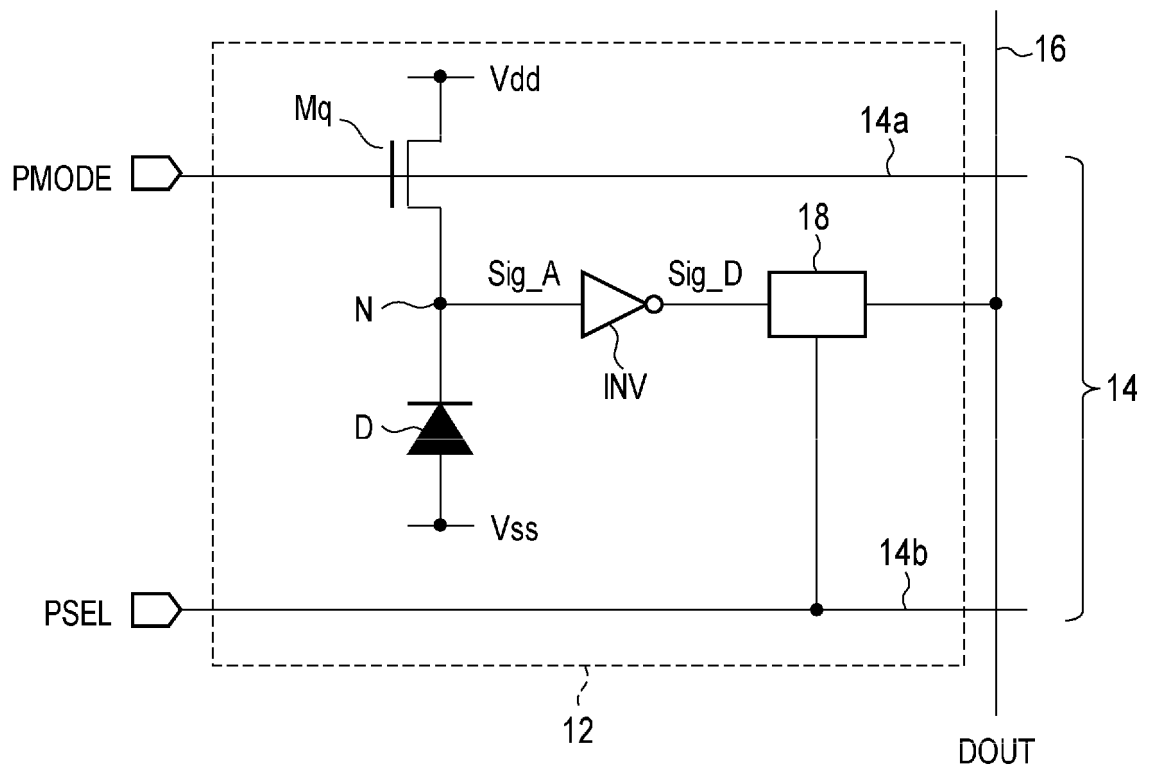 16
Vdd
Mq
14a
PMODE
18
Sig_A
Sig_D
N
INV
14
D
Vss
14b
PSEL
12
DOUT